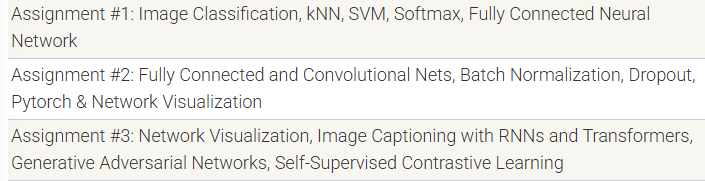 Assignment #1: Image Classification, kNN, SVM, Softmax, Fully Connected Neural
Network
Assignment #2: Fully Connected and Convolutional Nets, Batch Normalization, Dropout,
Pytorch & Network Visualization
Assignment #3: Network Visualization, Image Captioning with RNNs and Transformers,
Generative Adversarial Networks, Self-Supervised Contrastive Learning